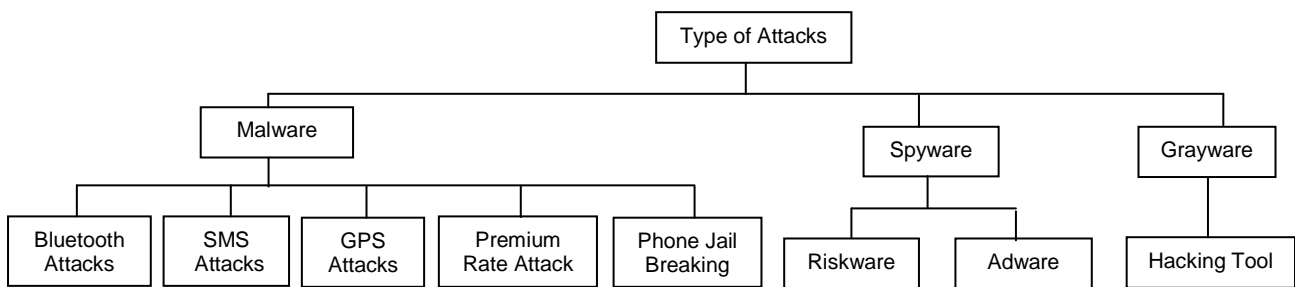 Type of Attacks
Malware
Spyware
Grayware
Bluetooth
Attacks
SMS
Attacks
GPS
Attacks
Premium
Rate Attack
Phone Jail
Breaking
Riskware
Adware
Hacking Tool